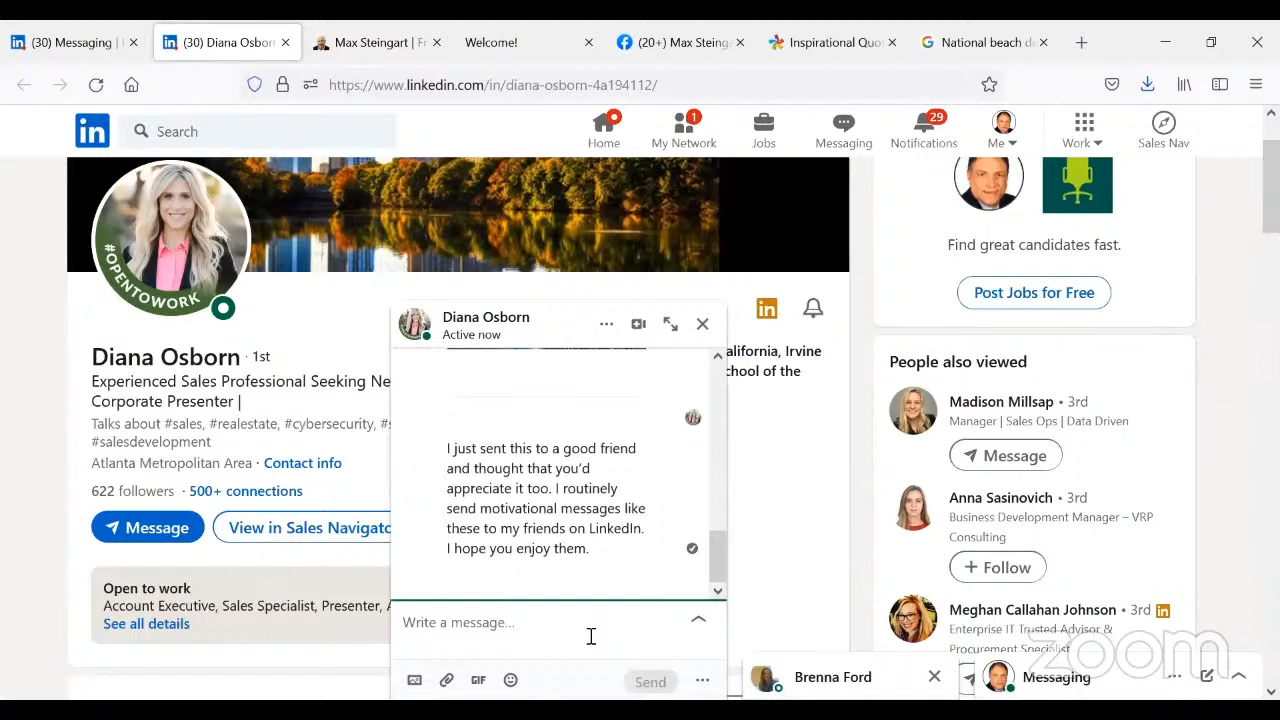 (30) Messaging |
(30) Diana Osborn
Max Steingart | Fr
Welcome!
(20+) Max Steinga
Inspirational Quo
National beach da
https://www.linkedin.com/in/diana-osborn-4a194112/
in
Search
Home
1
My Network
Jobs
Messaging
29
Notifications
Me
Work
Sales Nav
#OPENTOWORK
Find great candidates fast.
Post Jobs for Free
Diana Osborn · 1st
Experienced Sales Professional Seeking Ne
Corporate Presenter |
Talks about #sales, #realestate, #cybersecurity, #s
#salesdevelopment
Atlanta Metropolitan Area · Contact info
622 followers · 500+ connections
Message
View in Sales Navigato
Open to work
Account Executive, Sales Specialist, Presenter, A
See all details
in
alifornia, Irvine
chool of the
Diana Osborn
Active now
I just sent this to a good friend
and thought that you'd
appreciate it too. I routinely
send motivational messages like
these to my friends on LinkedIn.
I hope you enjoy them.
Write a message...
GIF
Send
People also viewed
Madison Millsap · 3rd
Manager | Sales Ops | Data Driven
Message
Anna Sasinovich · 3rd
Business Development Manager – VRP
Consulting
+ Follow
Meghan Callahan Johnson · 3rd in
Enterprise IT Trusted Advisor &
Procurement Specialist
zoom
Brenna Ford
Messaging